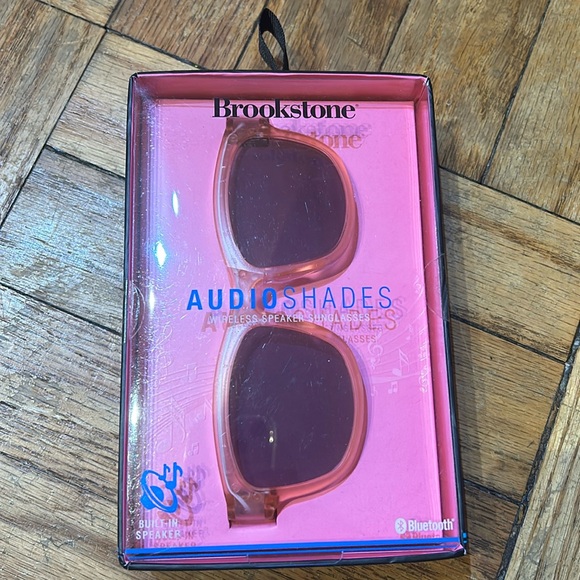 Brookstone®
AUDIOSHADES
WIRELESS SPEAKER SUNGLASSES
BUILT-IN
SPEAKER
Bluetooth®